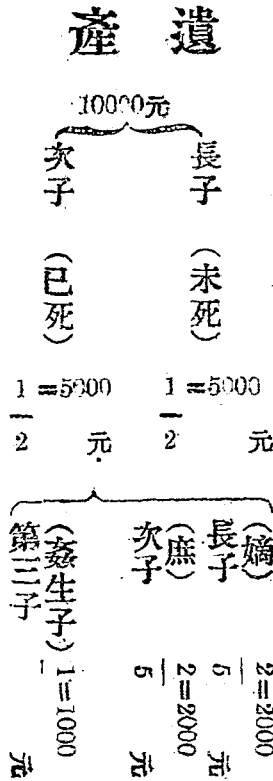 遺產
10000元
長子（未死）
1/2=5000元
次子（已死）
1/2=5000元
（嫡）長子 2/5=2000元
（庶）次子 2/5=2000元
（姦生子）第三子 1/=1000元